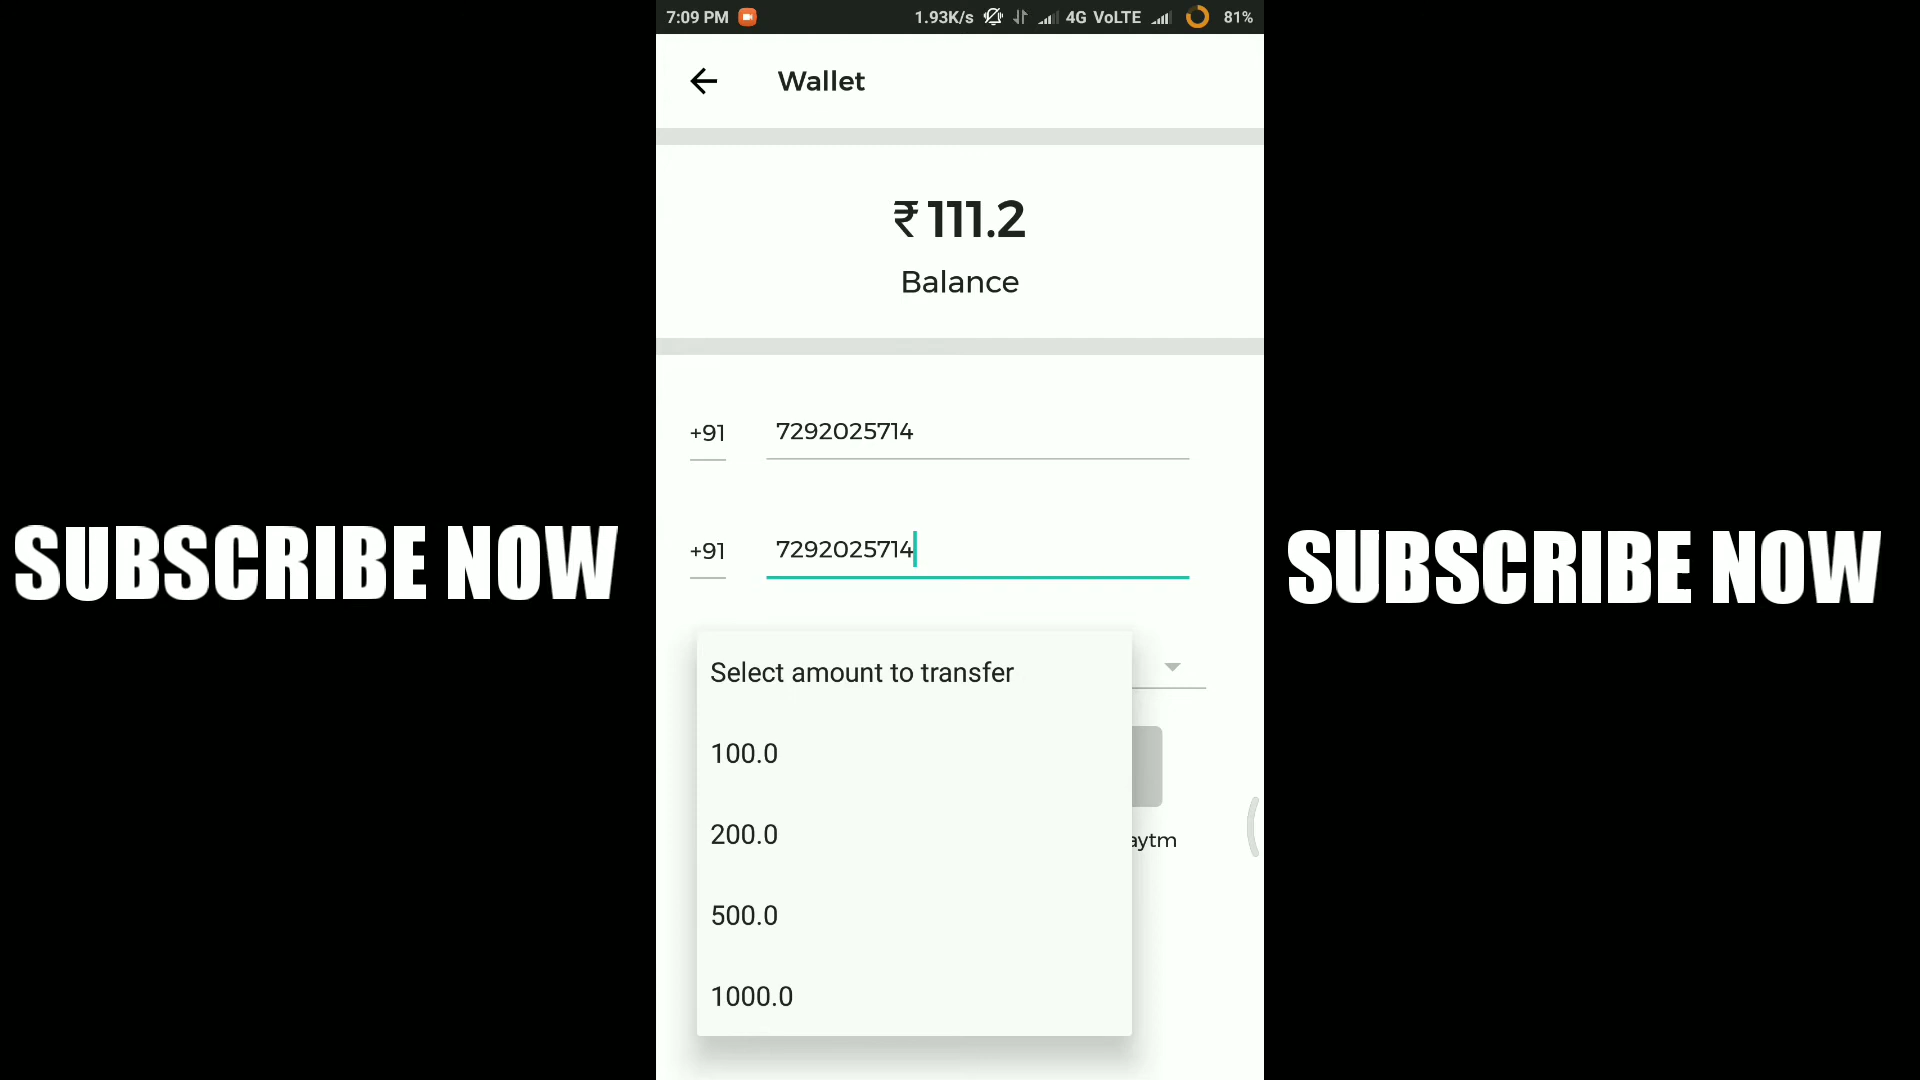 7:09 PM 1.93K/s 4G VoLTE 81%
Wallet
₹ 111.2
Balance
+91 7292025714
+91 7292025714
SUBSCRIBE NOW
SUBSCRIBE NOW
Select amount to transfer
100.0
200.0
aytm
500.0
1000.0